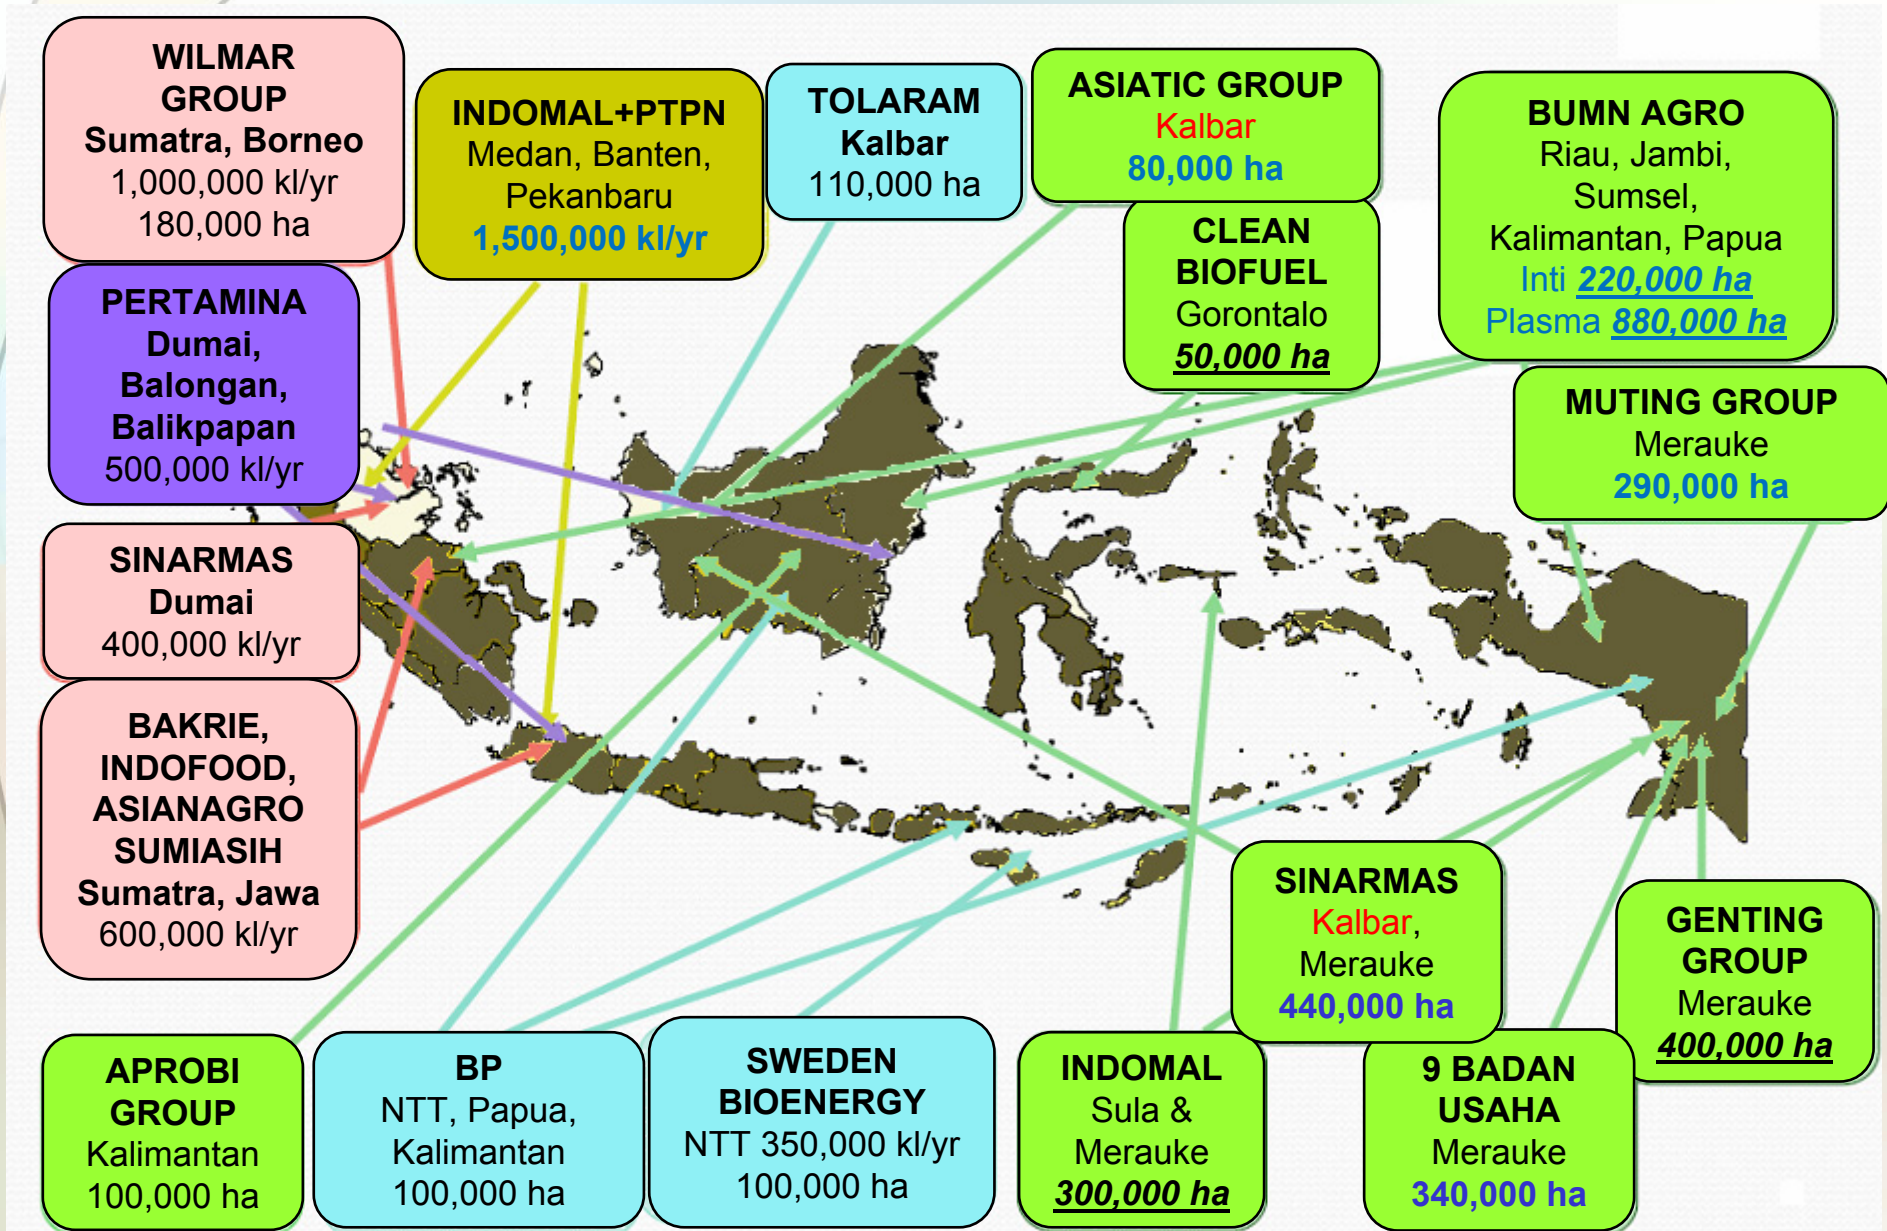 WILMAR
GROUP
Sumatra, Borneo
1,000,000 kl/yr
180,000 ha
INDOMAL+PTPN
Medan, Banten,
Pekanbaru
1,500,000 kl/yr
TOLARAM
Kalbar
110,000 ha
ASIATIC GROUP
Kalbar
80,000 ha
CLEAN
BIOFUEL
Gorontalo
50,000 ha
BUMN AGRO
Riau, Jambi,
Sumsel,
Kalimantan, Papua
Inti 220,000 ha
Plasma 880,000 ha
PERTAMINA
Dumai,
Balongan,
Balikpapan
500,000 kl/yr
MUTING GROUP
Merauke
290,000 ha
SINARMAS
Dumai
400,000 kl/yr
BAKRIE,
INDOFOOD,
ASIANAGRO
SUMIASIH
Sumatra, Jawa
600,000 kl/yr
SINARMAS
Kalbar,
Merauke
440,000 ha
GENTING
GROUP
Merauke
400,000 ha
APROBI
GROUP
Kalimantan
100,000 ha
BP
NTT, Papua,
Kalimantan
100,000 ha
SWEDEN
BIOENERGY
NTT 350,000 kl/yr
100,000 ha
INDOMAL
Sula &
Merauke
300,000 ha
9 BADAN
USAHA
Merauke
340,000 ha